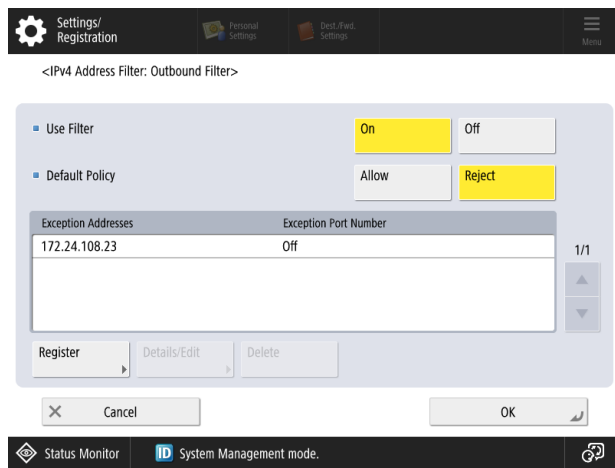 Settings/
Registration
Personal
Settings
Dest./Fwd.
Settings
Menu
<IPv4 Address Filter: Outbound Filter>
Use Filter
On
Off
Default Policy
Allow
Reject
Exception Addresses
Exception Port Number
172.24.108.23
Off
1/1
Register
Details/Edit
Delete
Cancel
OK
Status Monitor
ID
System Management mode.